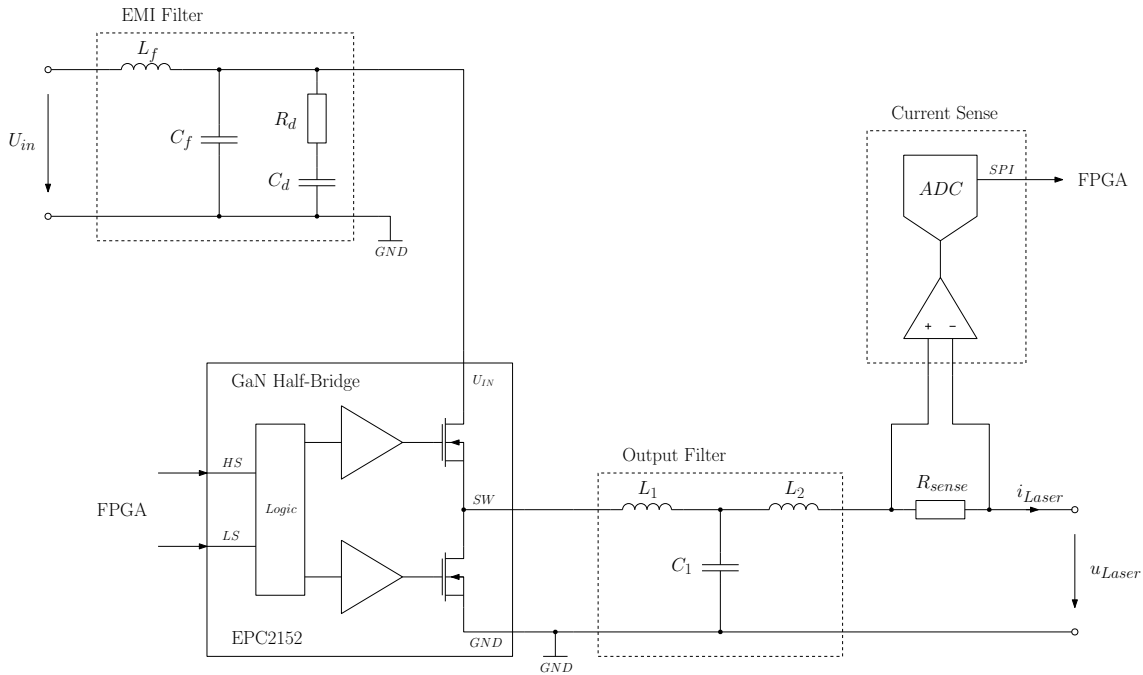 EMI Filter
L_f
U_in
C_f
R_d
C_d
GND
Current Sense
ADC
SPI
FPGA
+ −
GaN Half-Bridge
U_IN
HS
FPGA
Logic
LS
SW
EPC2152
GND
GND
Output Filter
L_1
L_2
C_1
R_sense
i_Laser
u_Laser